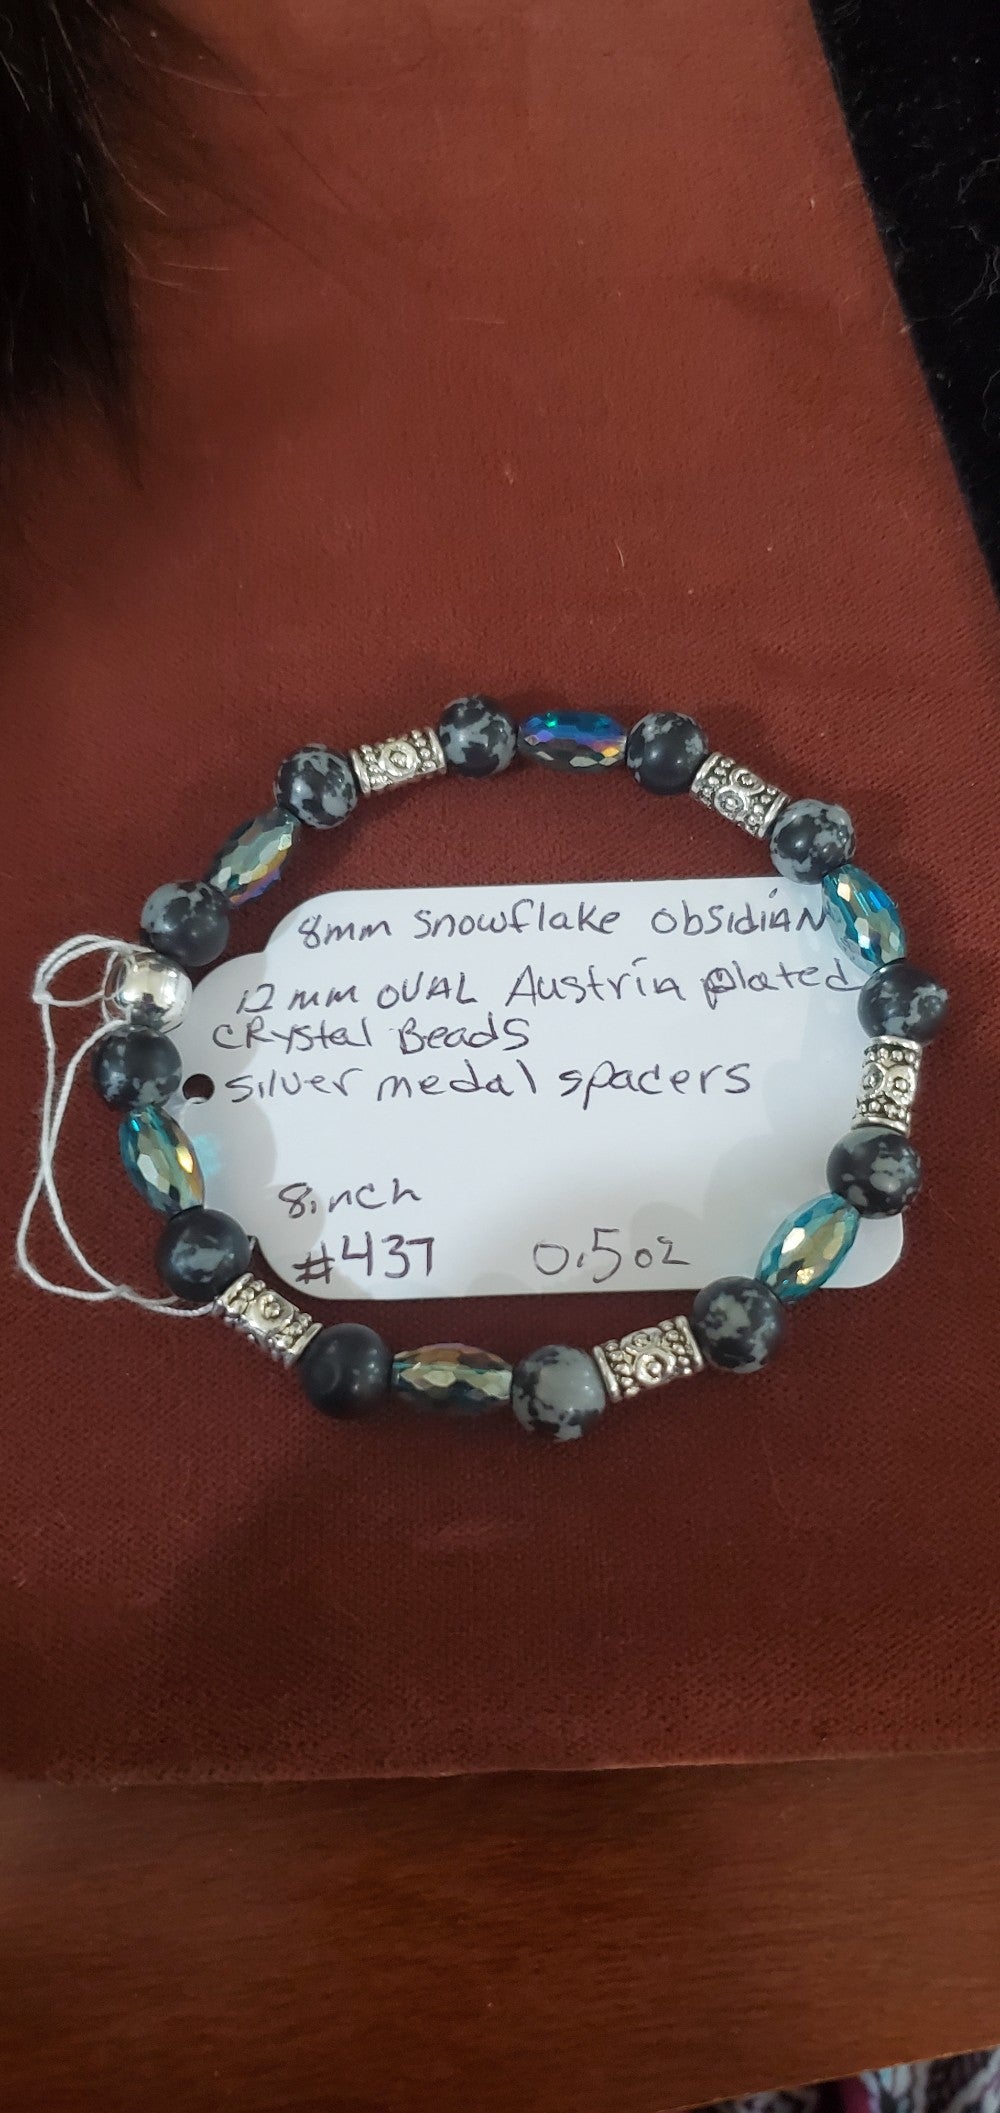 8mm snowflake obsidian
12mm OVAL Austria plated
CRystal Beads
silver medal spacers
8inch
#437 0.5oz